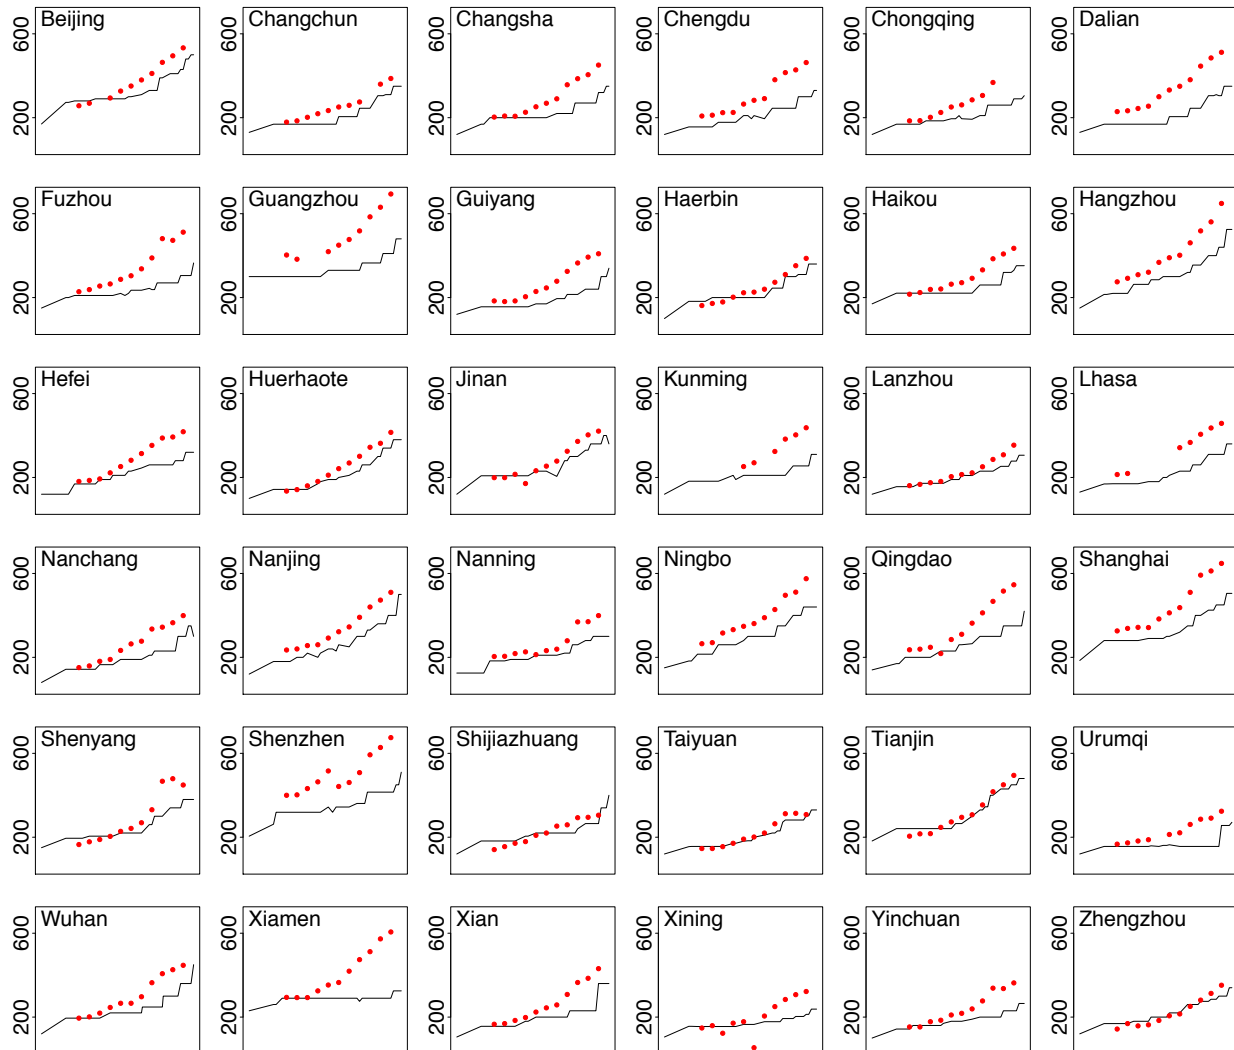 Beijing Changchun Changsha Chengdu Chongqing Dalian
600 600 600 600 600 600
200 200 200 200 200 200
Fuzhou Guangzhou Guiyang Haerbin Haikou Hangzhou
600 600 600 600 600 600
200 200 200 200 200 200
Hefei Huerhaote Jinan Kunming Lanzhou Lhasa
600 600 600 600 600 600
200 200 200 200 200 200
Nanchang Nanjing Nanning Ningbo Qingdao Shanghai
600 600 600 600 600 600
200 200 200 200 200 200
Shenyang Shenzhen Shijiazhuang Taiyuan Tianjin Urumqi
600 600 600 600 600 600
200 200 200 200 200 200
Wuhan Xiamen Xian Xining Yinchuan Zhengzhou
600 600 600 600 600 600
200 200 200 200 200 200